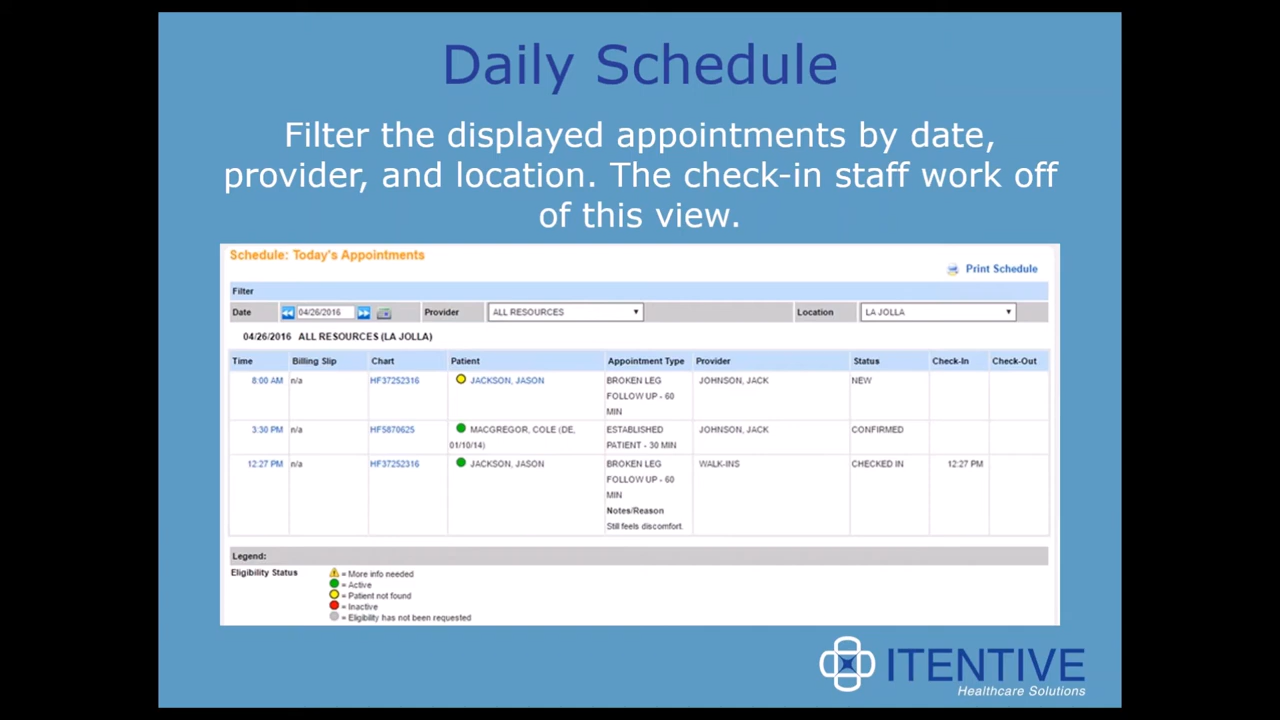 Daily Schedule
Filter the displayed appointments by date,
provider, and location. The check-in staff work off
of this view.
Schedule: Today's Appointments
Print Schedule
Filter
Date 04/26/2016 Provider ALL RESOURCES Location LA JOLLA
04/26/2016 ALL RESOURCES (LA JOLLA)
Time Billing Slip Chart Patient Appointment Type Provider Status Check-In Check-Out
8:00 AM n/a HF37252316 JACKSON, JASON BROKEN LEG JOHNSON, JACK NEW
FOLLOW UP - 60
MIN
3:30 PM n/a HF5870625 MACGREGOR, COLE (DE, ESTABLISHED JOHNSON, JACK CONFIRMED
01/10/14) PATIENT - 30 MIN
12:27 PM n/a HF37252316 JACKSON, JASON BROKEN LEG WALK-INS CHECKED IN 12:27 PM
FOLLOW UP - 60
MIN
Notes/Reason
Still feels discomfort.
Legend:
Eligibility Status = More info needed
= Active
= Patient not found
= Inactive
= Eligibility has not been requested
ITENTIVE
Healthcare Solutions